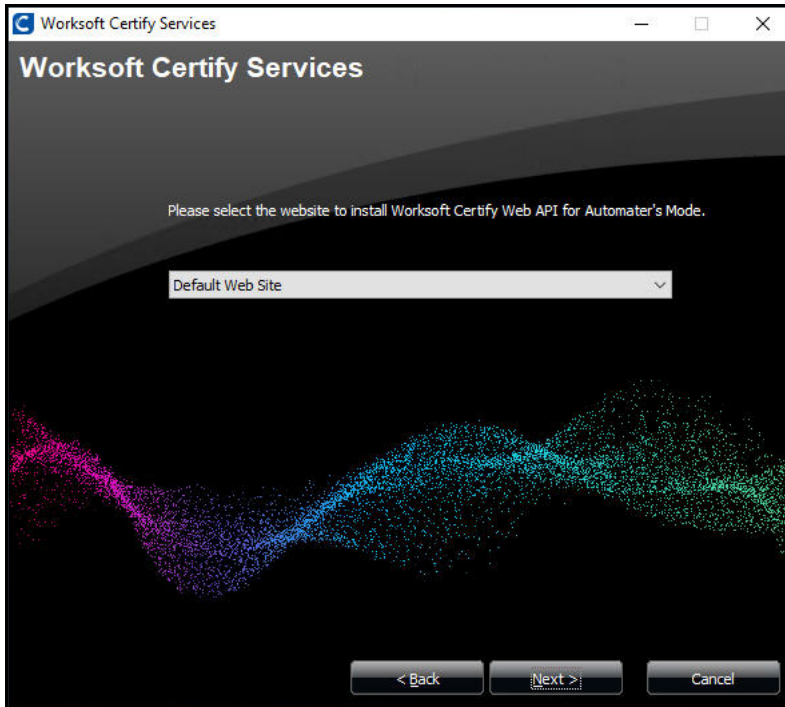 Worksoft Certify Services
Worksoft Certify Services
Please select the website to install Worksoft Certify Web API for Automater's Mode.
Default Web Site
< Back
Next >
Cancel